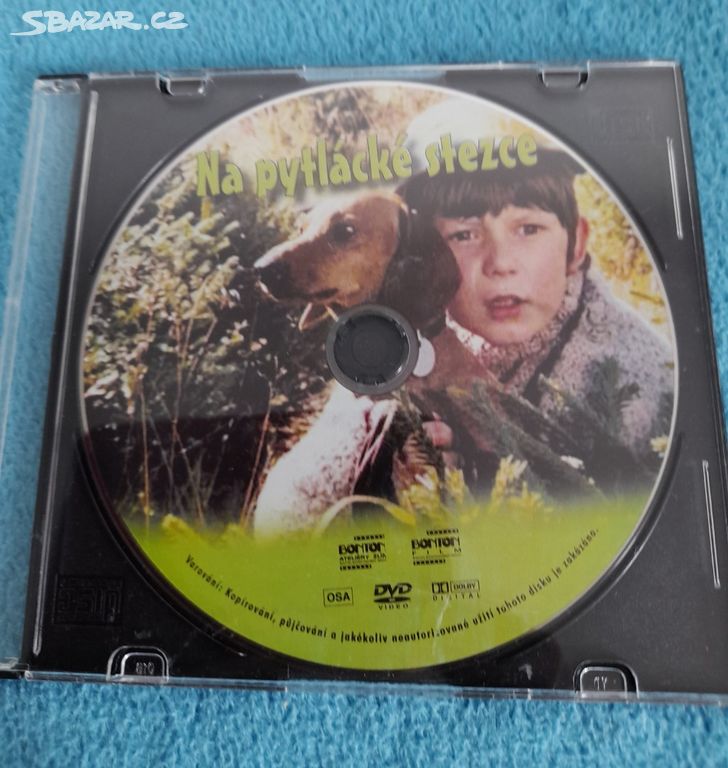 SBAZAR.CZ
Na pytlácké stezce
BONTON
ATELIÉRY ZLÍN
BONTON
FILM
OSA
DVD
VIDEO
DOLBY
DIGITAL
Varování: Kopírování, půjčování a jakékoliv neautorizované užití tohoto disku je zakázáno.